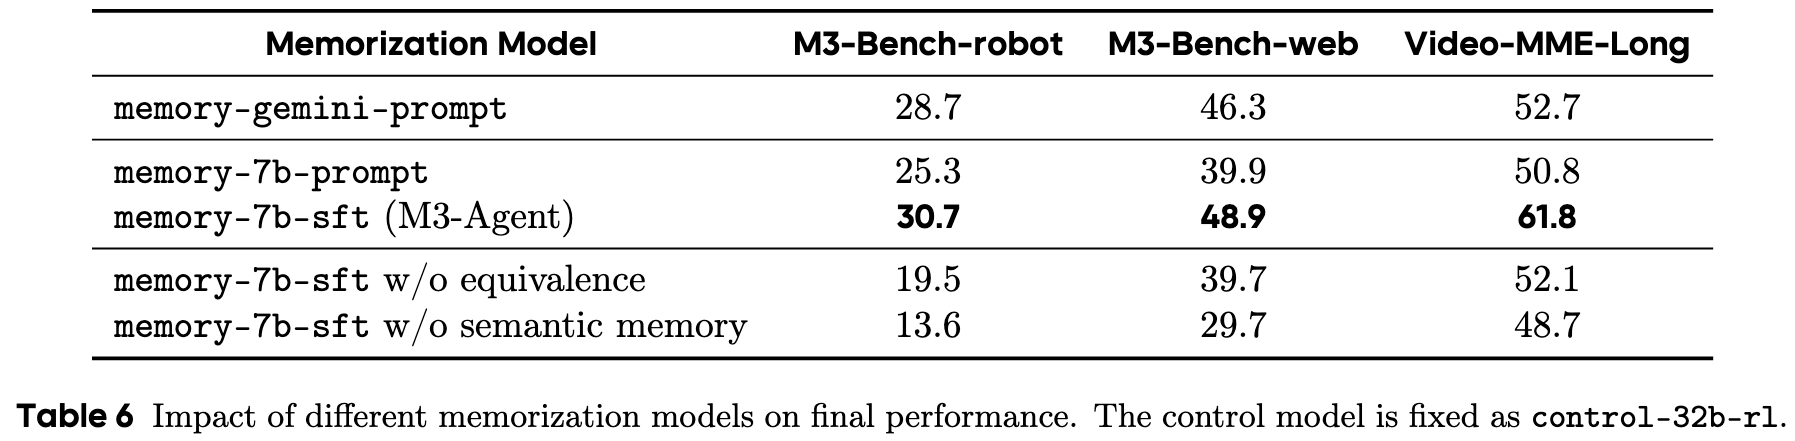 Memorization Model M3-Bench-robot M3-Bench-web Video-MME-Long
memory-gemini-prompt 28.7 46.3 52.7
memory-7b-prompt 25.3 39.9 50.8
memory-7b-sft (M3-Agent) 30.7 48.9 61.8
memory-7b-sft w/o equivalence 19.5 39.7 52.1
memory-7b-sft w/o semantic memory 13.6 29.7 48.7
Table 6 Impact of different memorization models on final performance. The control model is fixed as control-32b-rl.